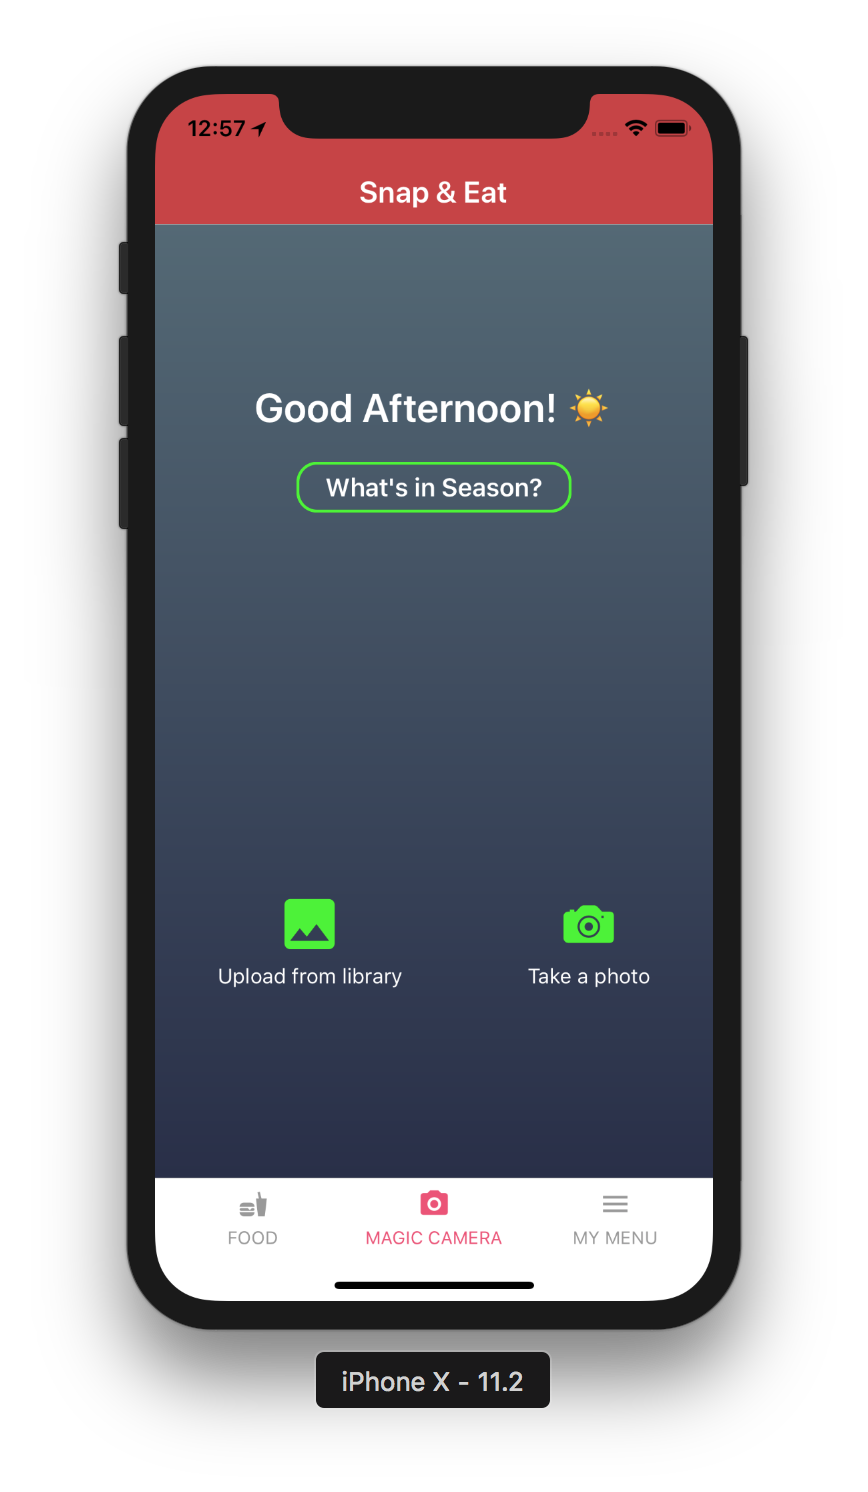 12:57
Snap & Eat
Good Afternoon! ☀️
What's in Season?
Upload from library
Take a photo
FOOD
MAGIC CAMERA
MY MENU
iPhone X - 11.2